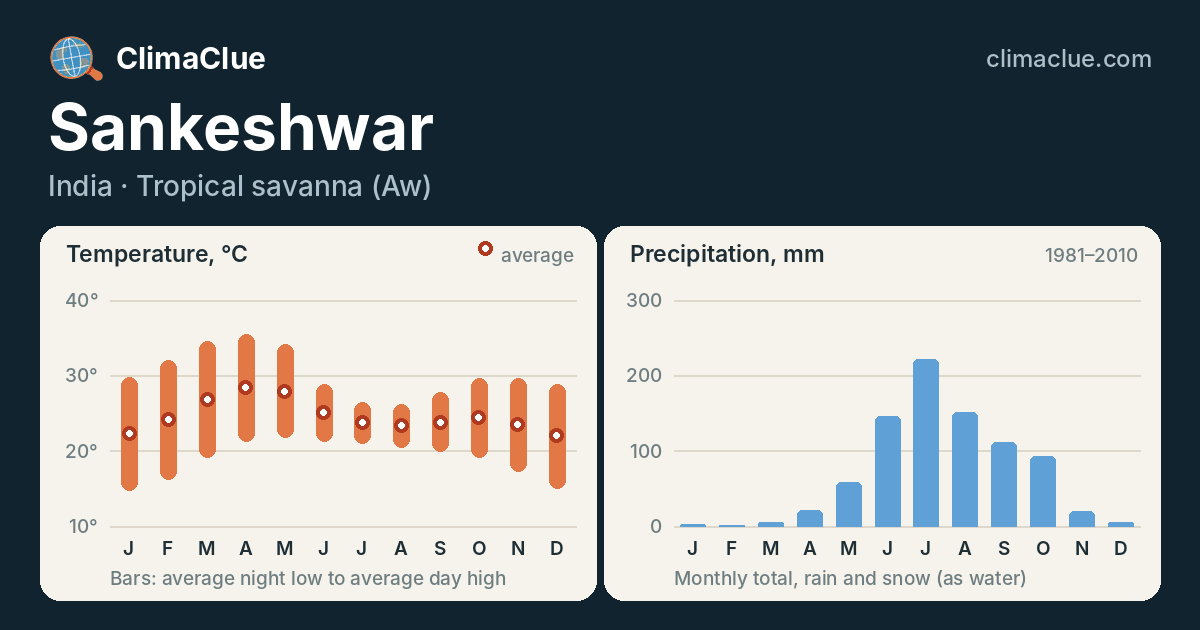 ClimaClue
climaclue.com
Sankeshwar
India · Tropical savanna (Aw)
Temperature, °C
average
40°
30°
20°
10°
J F M A M J J A S O N D
Bars: average night low to average day high
Precipitation, mm
1981–2010
300
200
100
0
J F M A M J J A S O N D
Monthly total, rain and snow (as water)